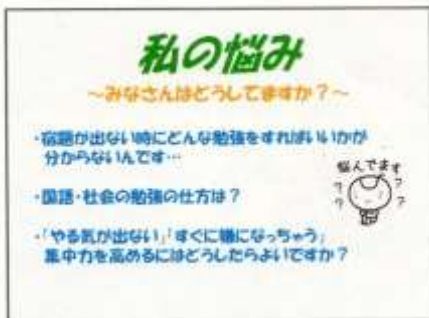 私の悩み
～みなさんはどうしてますか？～
・宿題が出ない時にどんな勉強をすればいいかが
分からないんです…
悩んでます
? ?
? ?
・国語・社会の勉強の仕方は？
・「やる気が出ない」「すぐに嫌になっちゃう」
集中力を高めるにはどうしたらよいですか？